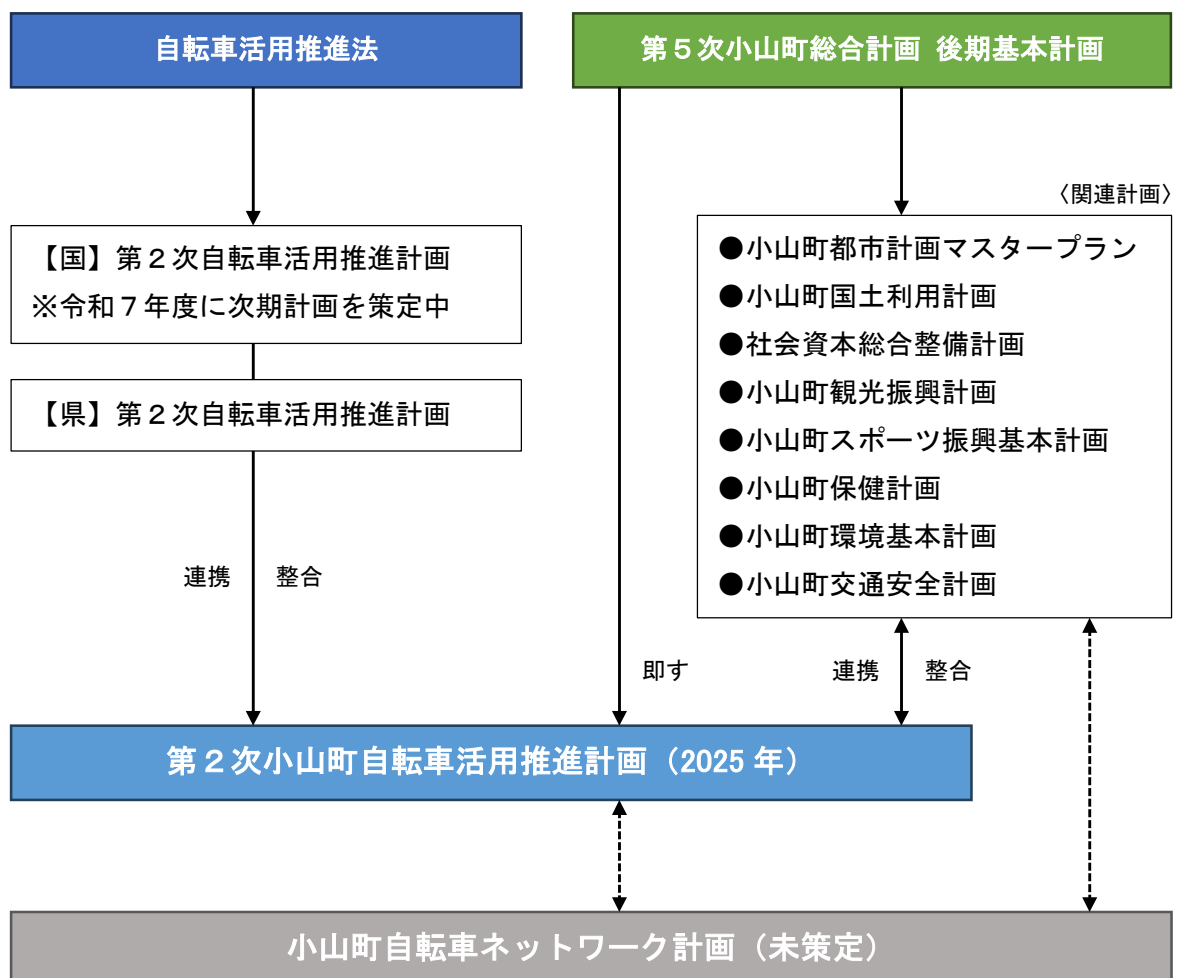 自転車活用推進法
第５次小山町総合計画 後期基本計画
〈関連計画〉
【国】第２次自転車活用推進計画
※令和７年度に次期計画を策定中
【県】第２次自転車活用推進計画
●小山町都市計画マスタープラン
●小山町国土利用計画
●社会資本総合整備計画
●小山町観光振興計画
●小山町スポーツ振興基本計画
●小山町保健計画
●小山町環境基本計画
●小山町交通安全計画
連携 整合
即す
連携 整合
第２次小山町自転車活用推進計画（2025 年）
小山町自転車ネットワーク計画（未策定）